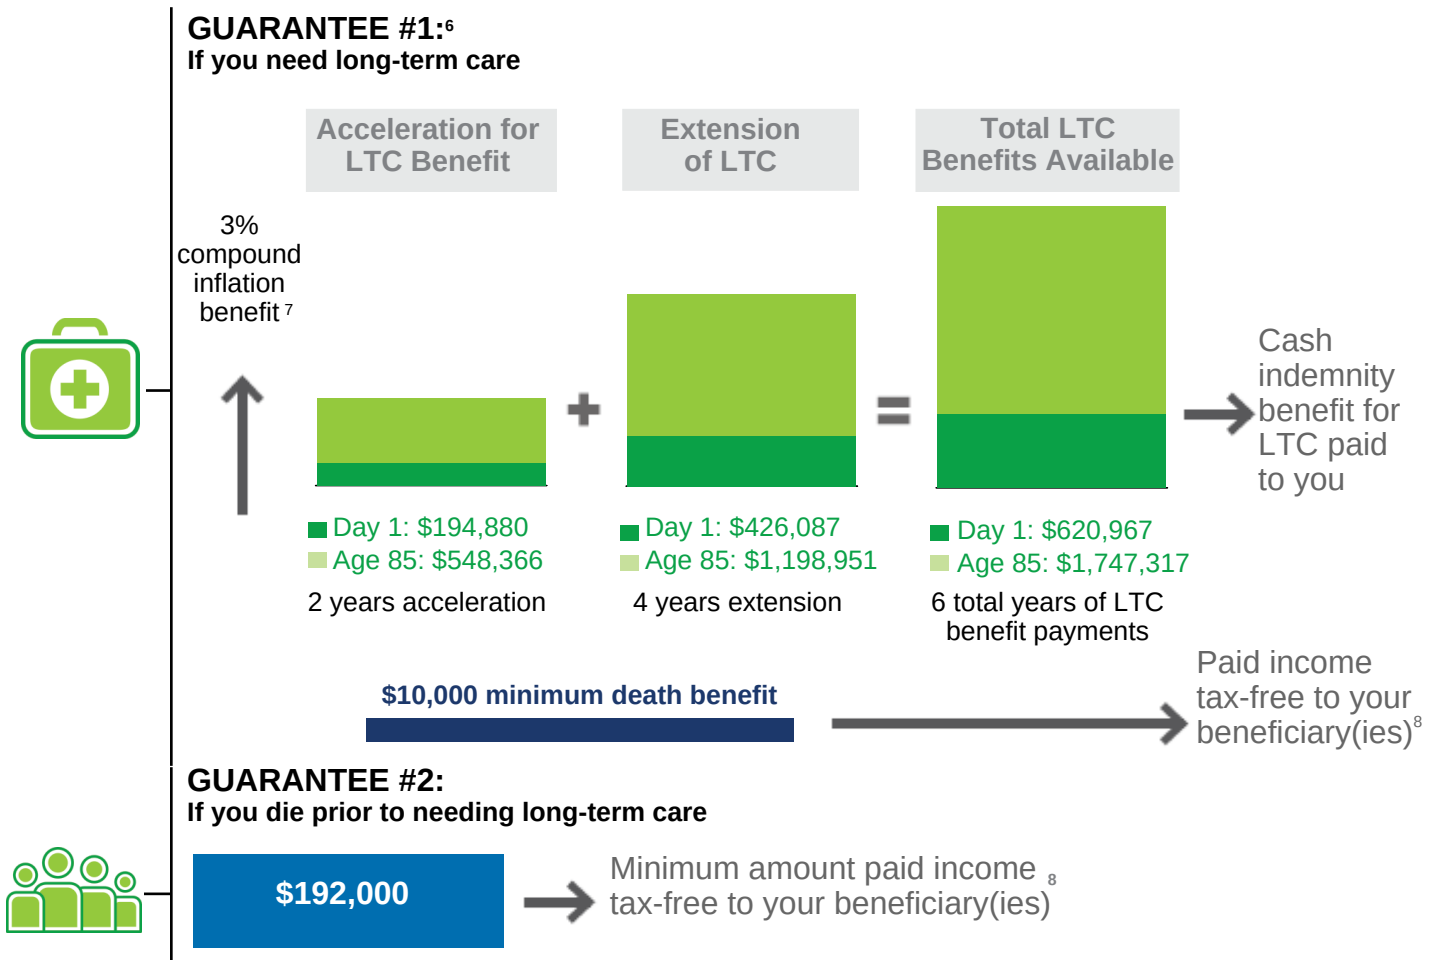 GUARANTEE #1:6
If you need long-term care
Acceleration for
LTC Benefit
Extension
of LTC
Total LTC
Benefits Available
3%
compound
inflation
benefit 7
Cash
indemnity
benefit for
LTC paid
to you
Day 1: $194,880
Age 85: $548,366
2 years acceleration
Day 1: $426,087
Age 85: $1,198,951
4 years extension
Day 1: $620,967
Age 85: $1,747,317
6 total years of LTC
benefit payments
$10,000 minimum death benefit
Paid income
tax-free to your
beneficiary(ies)8
GUARANTEE #2:
If you die prior to needing long-term care
$192,000
Minimum amount paid income
tax-free to your beneficiary(ies)8